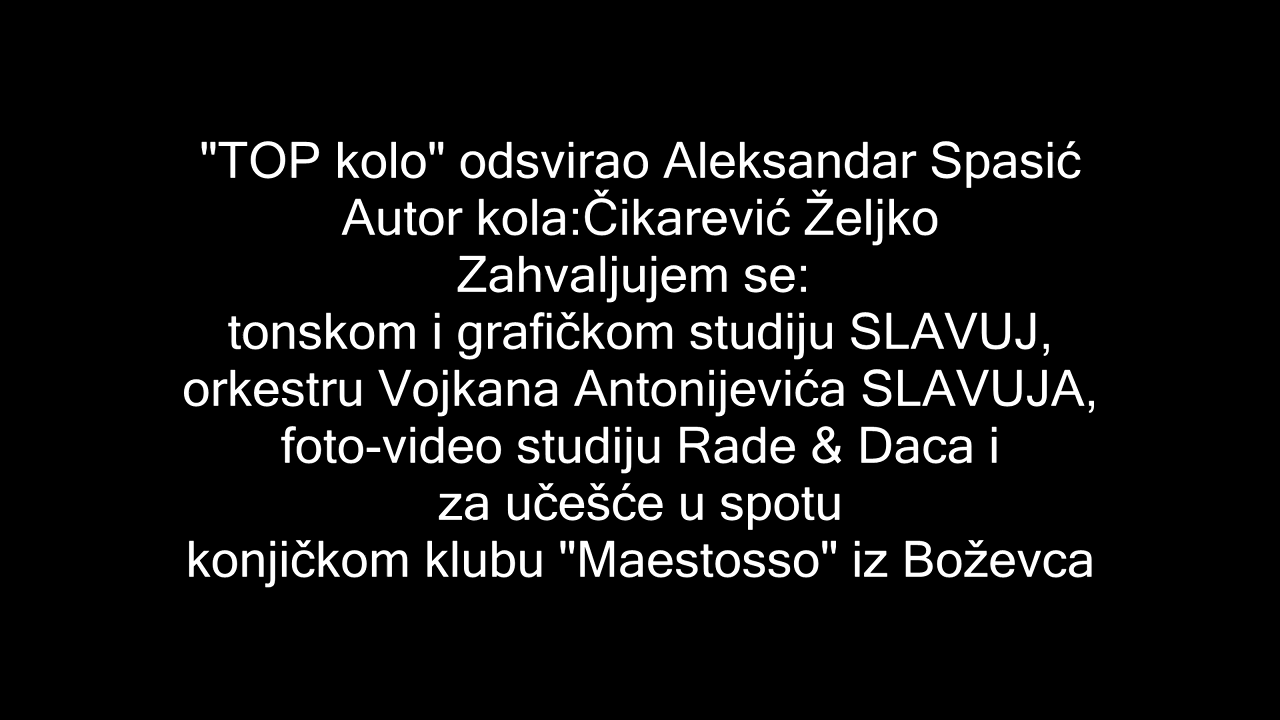 "TOP kolo" odsvirao Aleksandar Spasić
Autor kola:Čikarević Željko
Zahvaljujem se:
tonskom i grafičkom studiju SLAVUJ,
orkestru Vojkana Antonijevića SLAVUJA,
foto-video studiju Rade & Daca i
za učešće u spotu
konjičkom klubu "Maestosso" iz Boževca